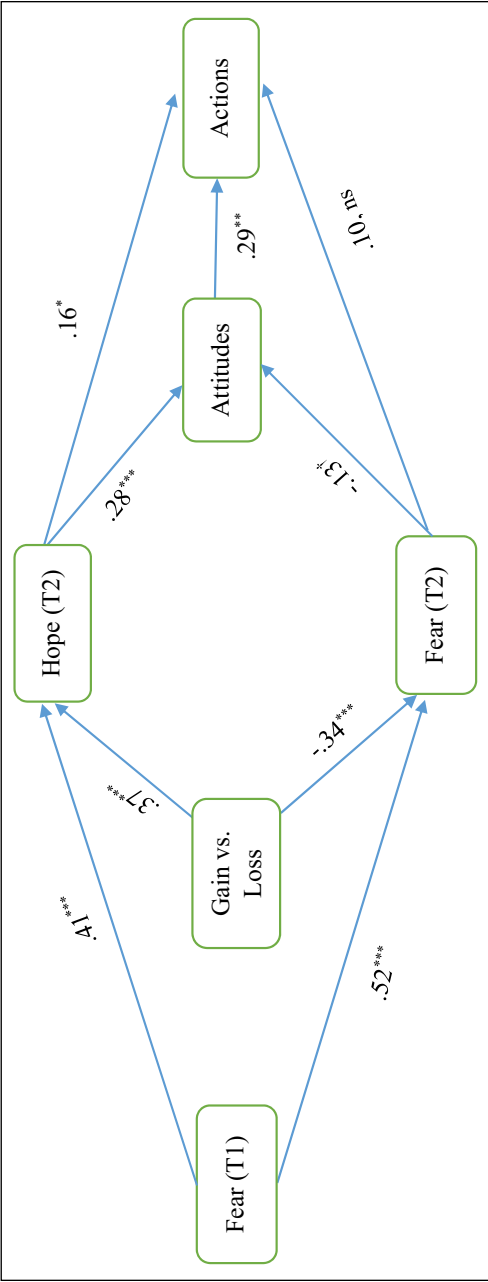 Fear (T1)
.41***
.52***
Gain vs.
Loss
.37***
-.34***
Hope (T2)
Fear (T2)
.28***
-.13†
.16*
Attitudes
.29**
.10, ns
Actions